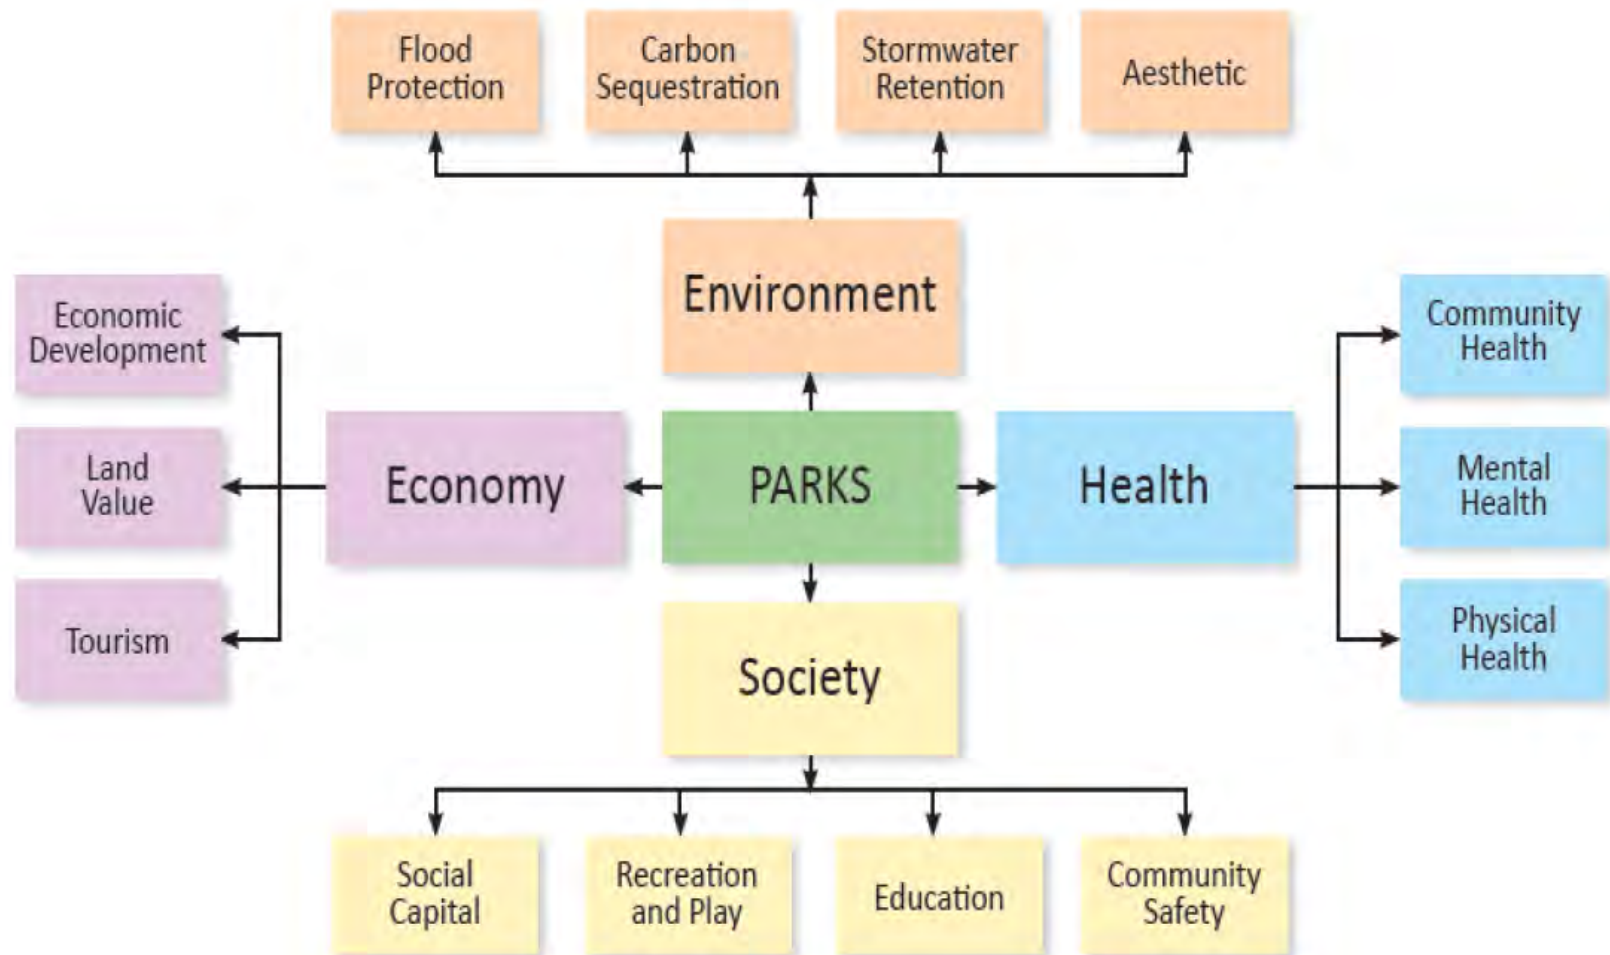 Flood
Protection
Carbon
Sequestration
Stormwater
Retention
Aesthetic
Environment
Economic
Development
Land
Value
Tourism
Economy
PARKS
Health
Community
Health
Mental
Health
Physical
Health
Society
Social
Capital
Recreation
and Play
Education
Community
Safety